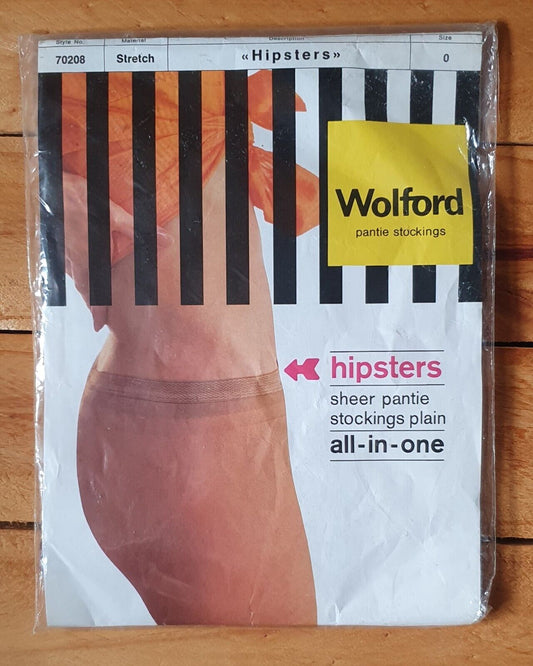 Style No. Material Description Size
70208 Stretch «Hipsters» 0
Wolford
pantie stockings
hipsters
sheer pantie
stockings plain
all-in-one